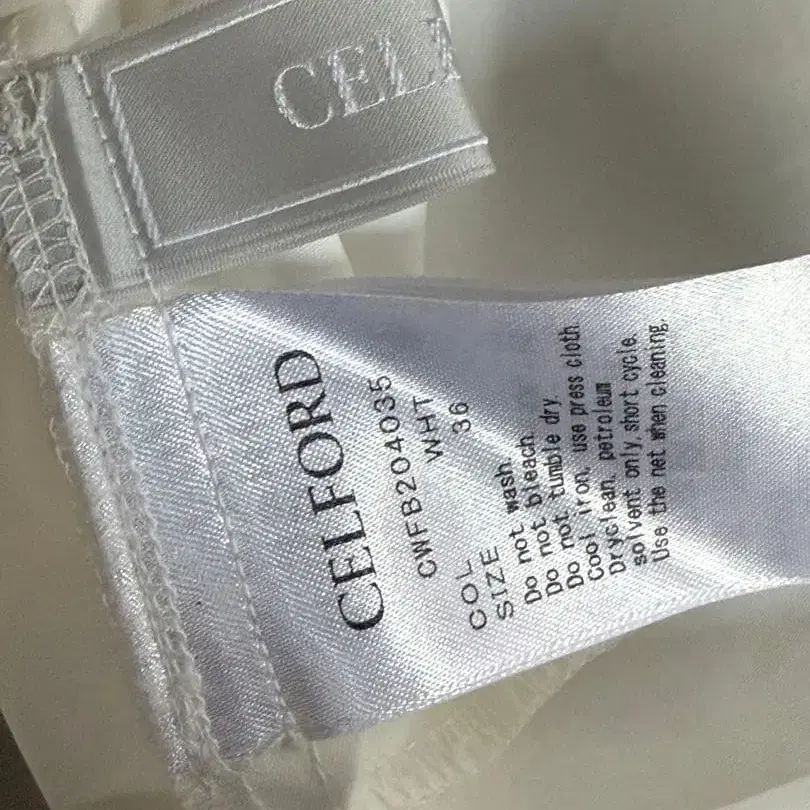 CEL
CELFORD
CWFB204035
COL WHT
SIZE 36
Do not wash.
Do not bleach.
Do not tumble dry.
Cool iron, use press cloth
Dryclean, petroleum
solvent only,short cycle.
Use the net when cleaning.